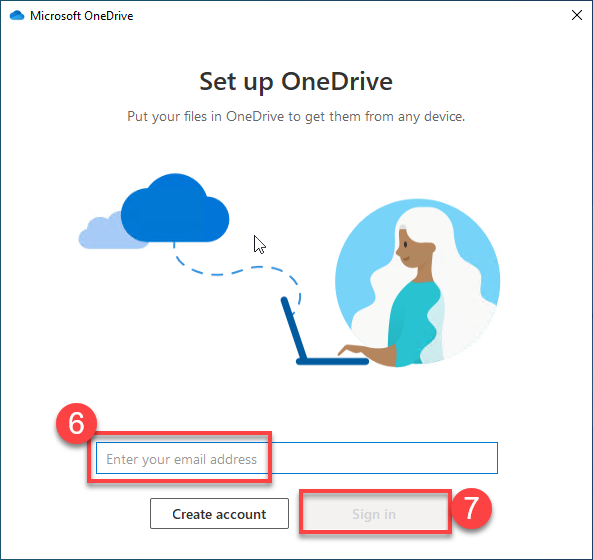 Microsoft OneDrive
Set up OneDrive
Put your files in OneDrive to get them from any device.
6
Enter your email address
Create account
Sign in
7